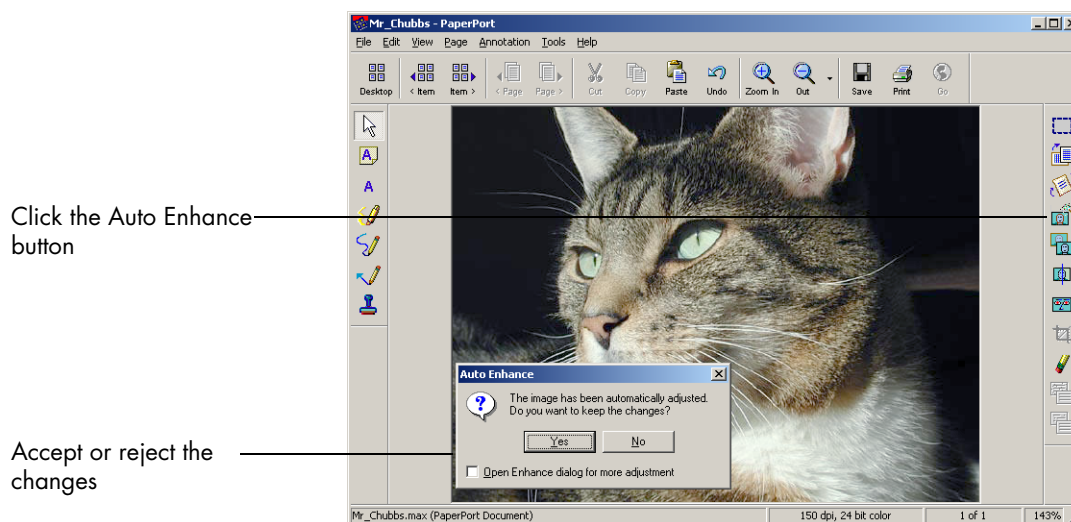 Mr_Chubbs - PaperPort
File Edit View Page Annotation Tools Help
Desktop < Item Item > < Page Page > Cut Copy Paste Undo Zoom In Out Save Print Go
A
A
Click the Auto Enhance
button
Auto Enhance
The image has been automatically adjusted.
Do you want to keep the changes?
Yes No
Open Enhance dialog for more adjustment
Accept or reject the
changes
Mr_Chubbs.max (PaperPort Document) 150 dpi, 24 bit color 1 of 1 143%